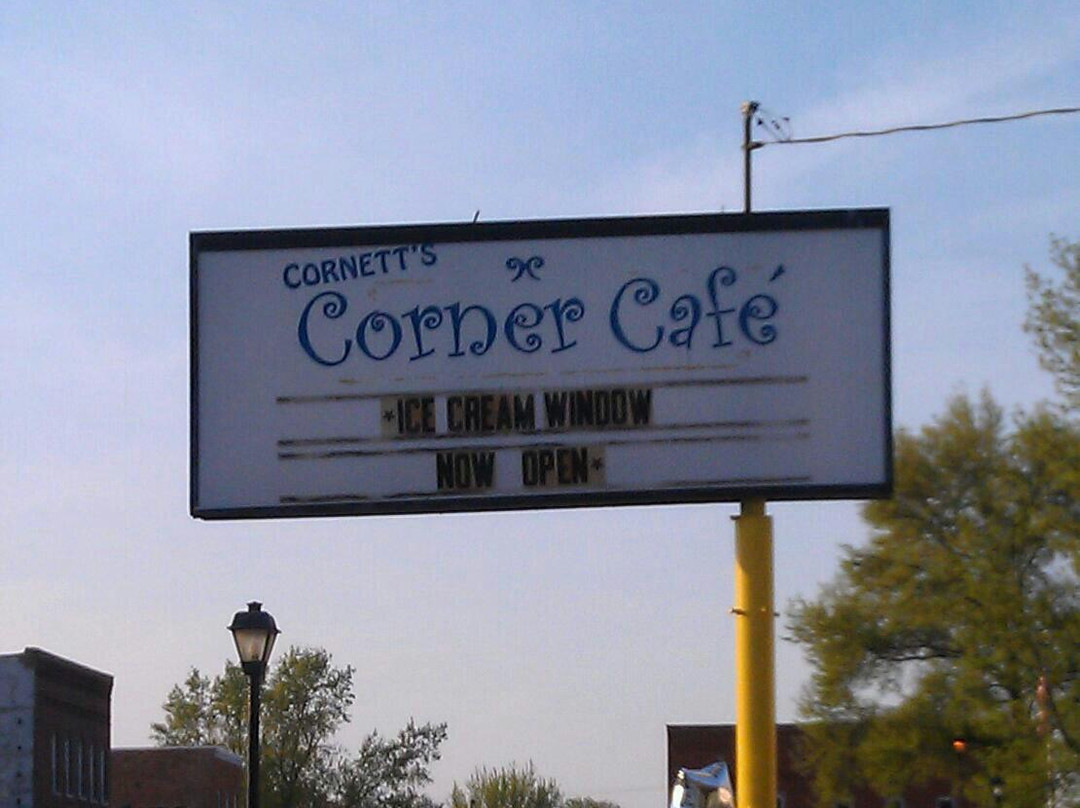 CORNETT'S
Corner Café
*ICE CREAM WINDOW
NOW OPEN*